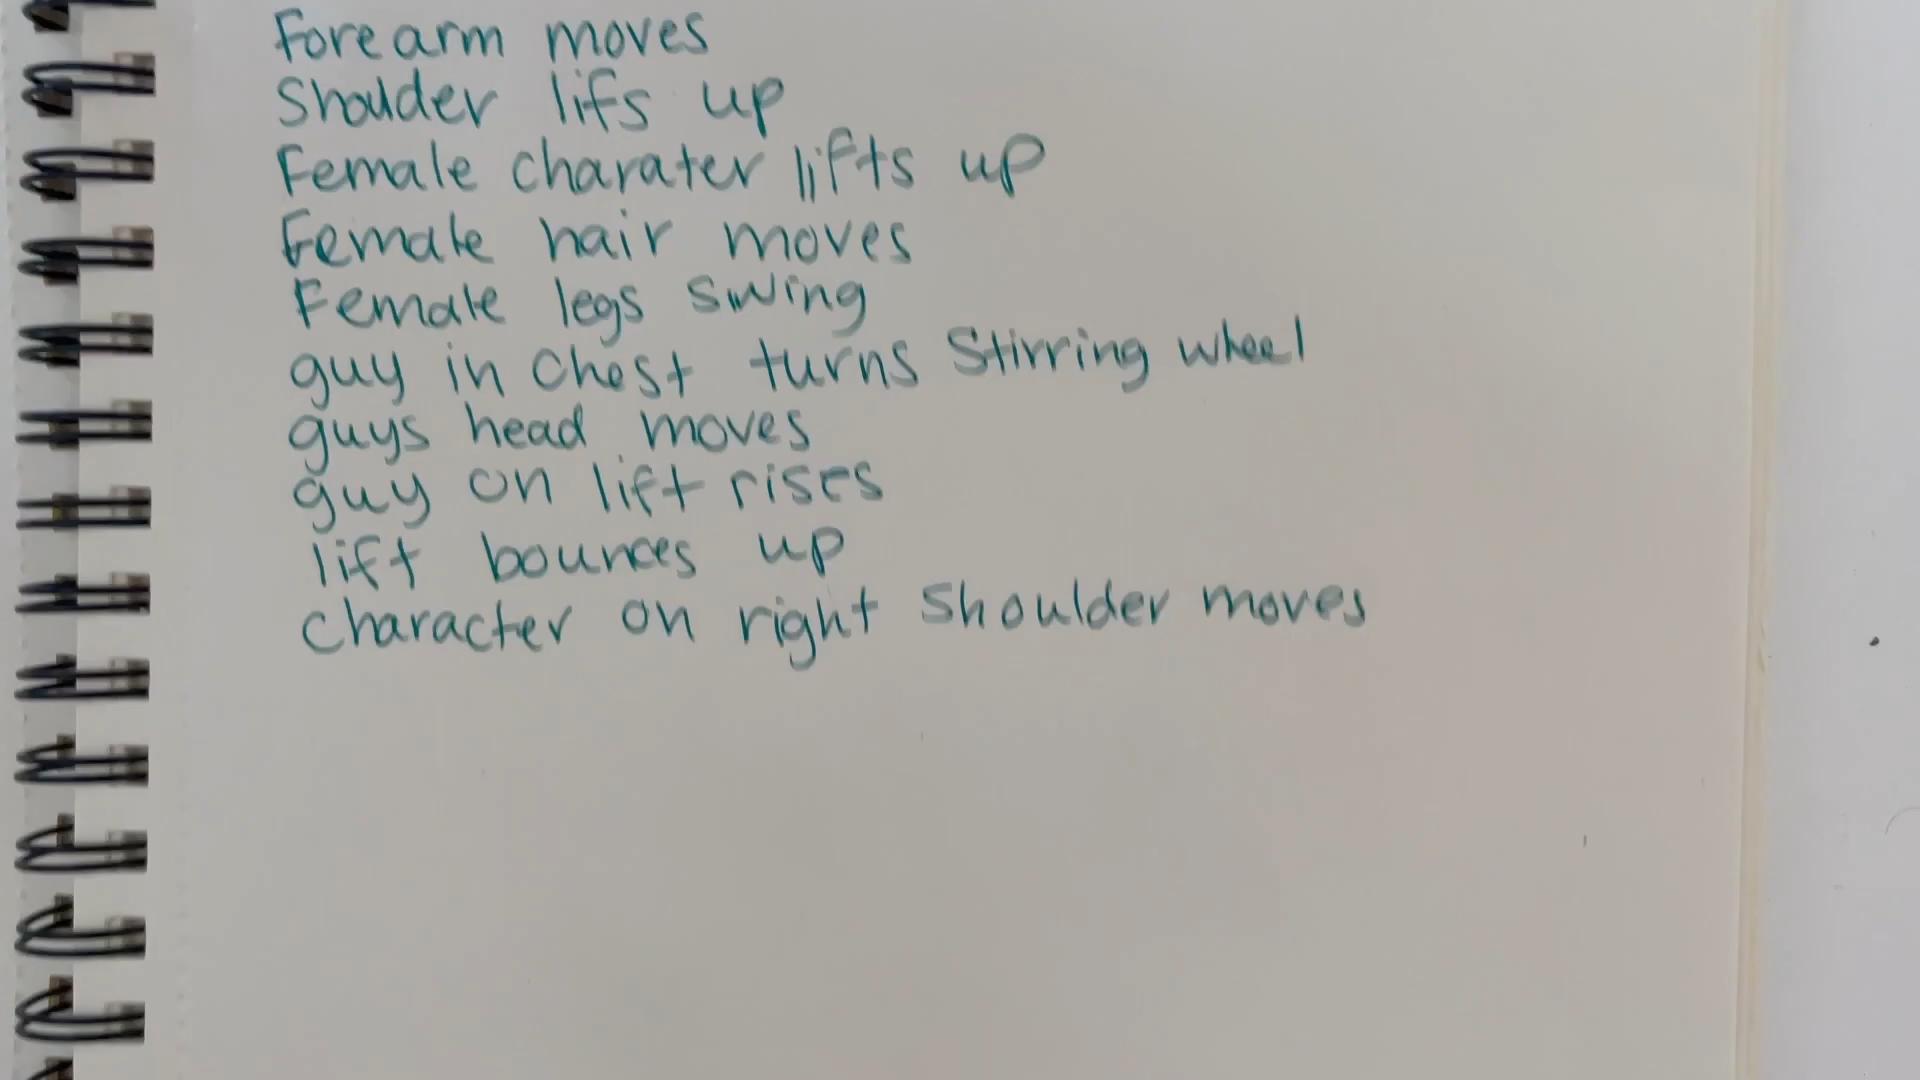 Forearm moves
Shoulder lifs up
Female charater lifts up
Female hair moves
Female legs swing
guy in chest turns Stirring wheel
guys head moves
guy on lift rises
lift bounces up
character on right shoulder moves